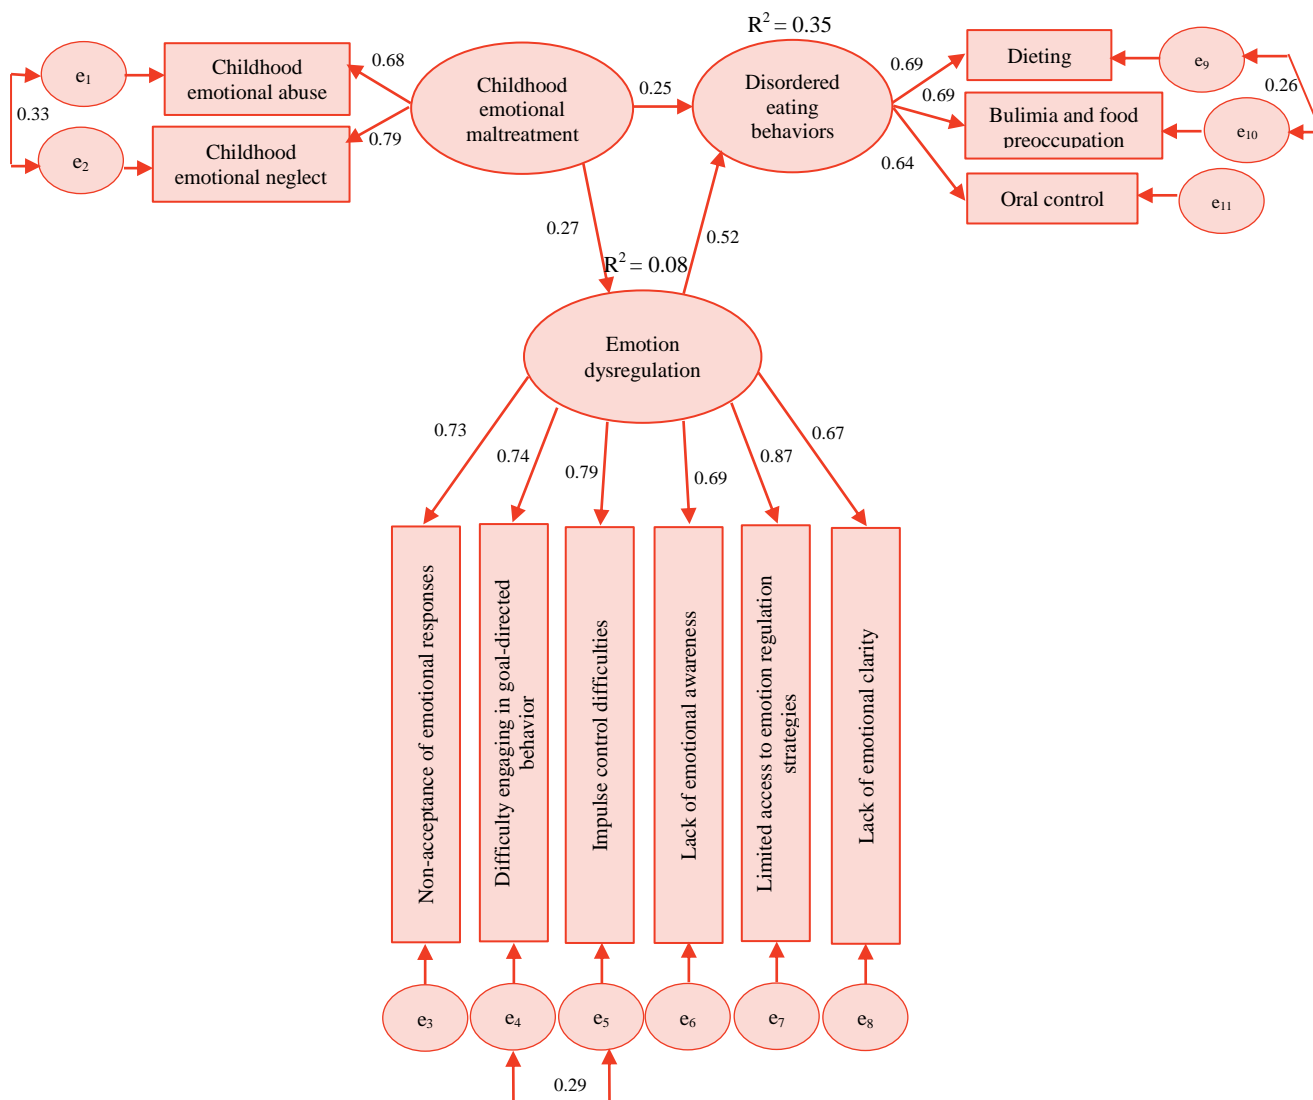 R² = 0.35
e₁
Childhood
emotional abuse
0.68
Childhood
emotional
maltreatment
0.25
Disordered
eating
behaviors
0.69
Dieting
e₉
0.33
0.26
0.69
Bulimia and food
preoccupation
e₁₀
e₂
Childhood
emotional neglect
0.79
0.64
Oral control
e₁₁
0.27
0.52
R² = 0.08
Emotion
dysregulation
0.73
0.74
0.79
0.69
0.87
0.67
Non-acceptance of emotional responses
Difficulty engaging in goal-directed
behavior
Impulse control difficulties
Lack of emotional awareness
Limited access to emotion regulation
strategies
Lack of emotional clarity
e₃
e₄
e₅
e₆
e₇
e₈
0.29